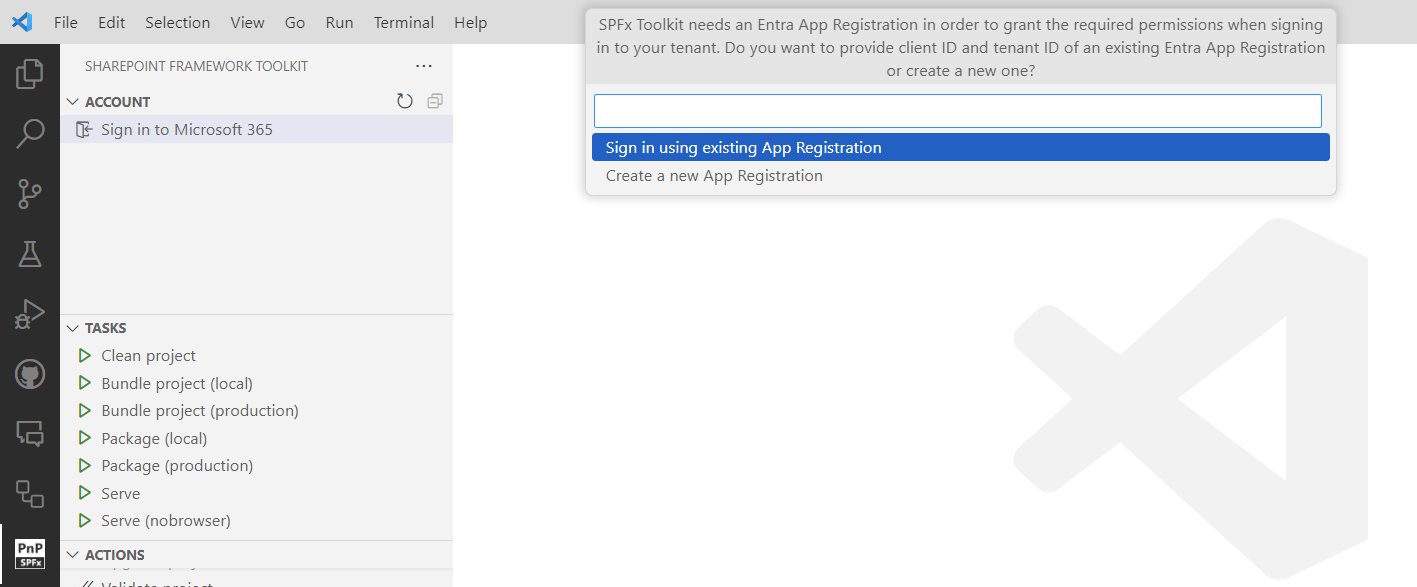 File Edit Selection View Go Run Terminal Help
SPFx Toolkit needs an Entra App Registration in order to grant the required permissions when signing
in to your tenant. Do you want to provide client ID and tenant ID of an existing Entra App Registration
or create a new one?
Sign in using existing App Registration
Create a new App Registration
SHAREPOINT FRAMEWORK TOOLKIT
ACCOUNT
Sign in to Microsoft 365
TASKS
Clean project
Bundle project (local)
Bundle project (production)
Package (local)
Package (production)
Serve
Serve (nobrowser)
ACTIONS
Validate project
PnP
SPFx